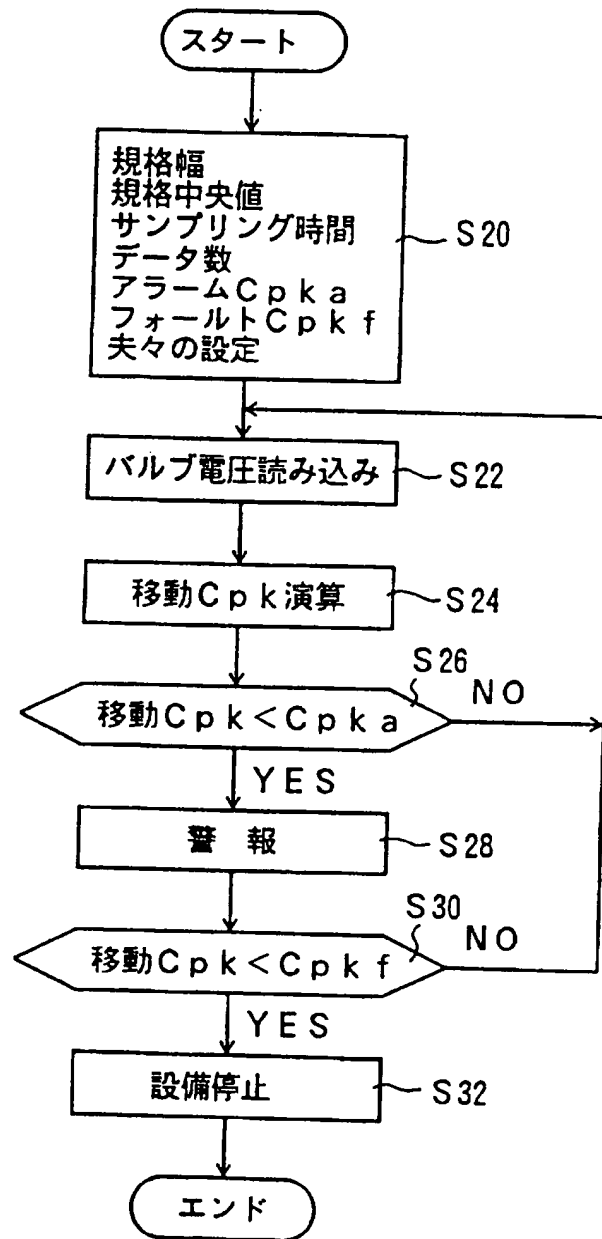 スタート
規格幅
規格中央値
サンプリング時間
データ数
アラームCpka
フォールトCpkf
夫々の設定
S20
バルブ電圧読み込み
S22
移動Cpk演算
S24
S26
移動Cpk<Cpka
NO
YES
警 報
S28
S30
移動Cpk<Cpkf
NO
YES
設備停止
S32
エンド